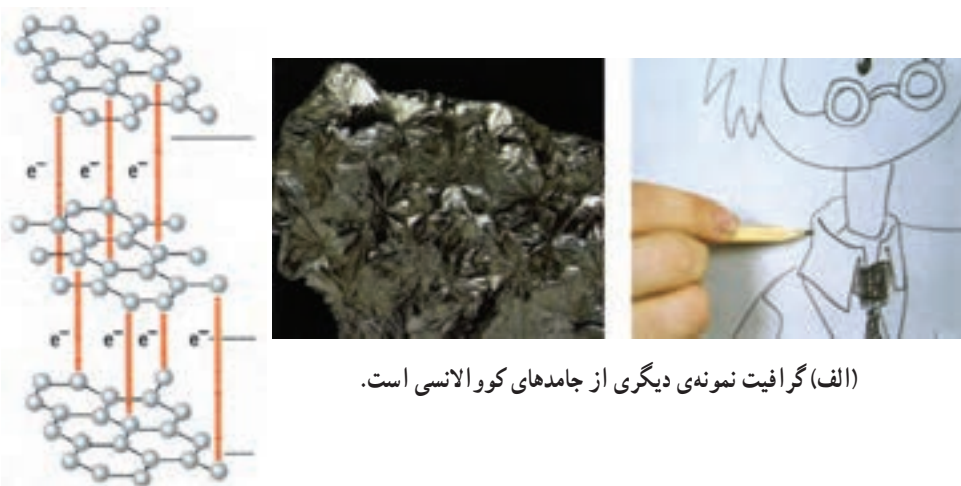 e⁻ e⁻ e⁻
e⁻ e⁻ e⁻ e⁻
(الف) گرافیت نمونه‌ی دیگری از جامدهای کووالانسی است.